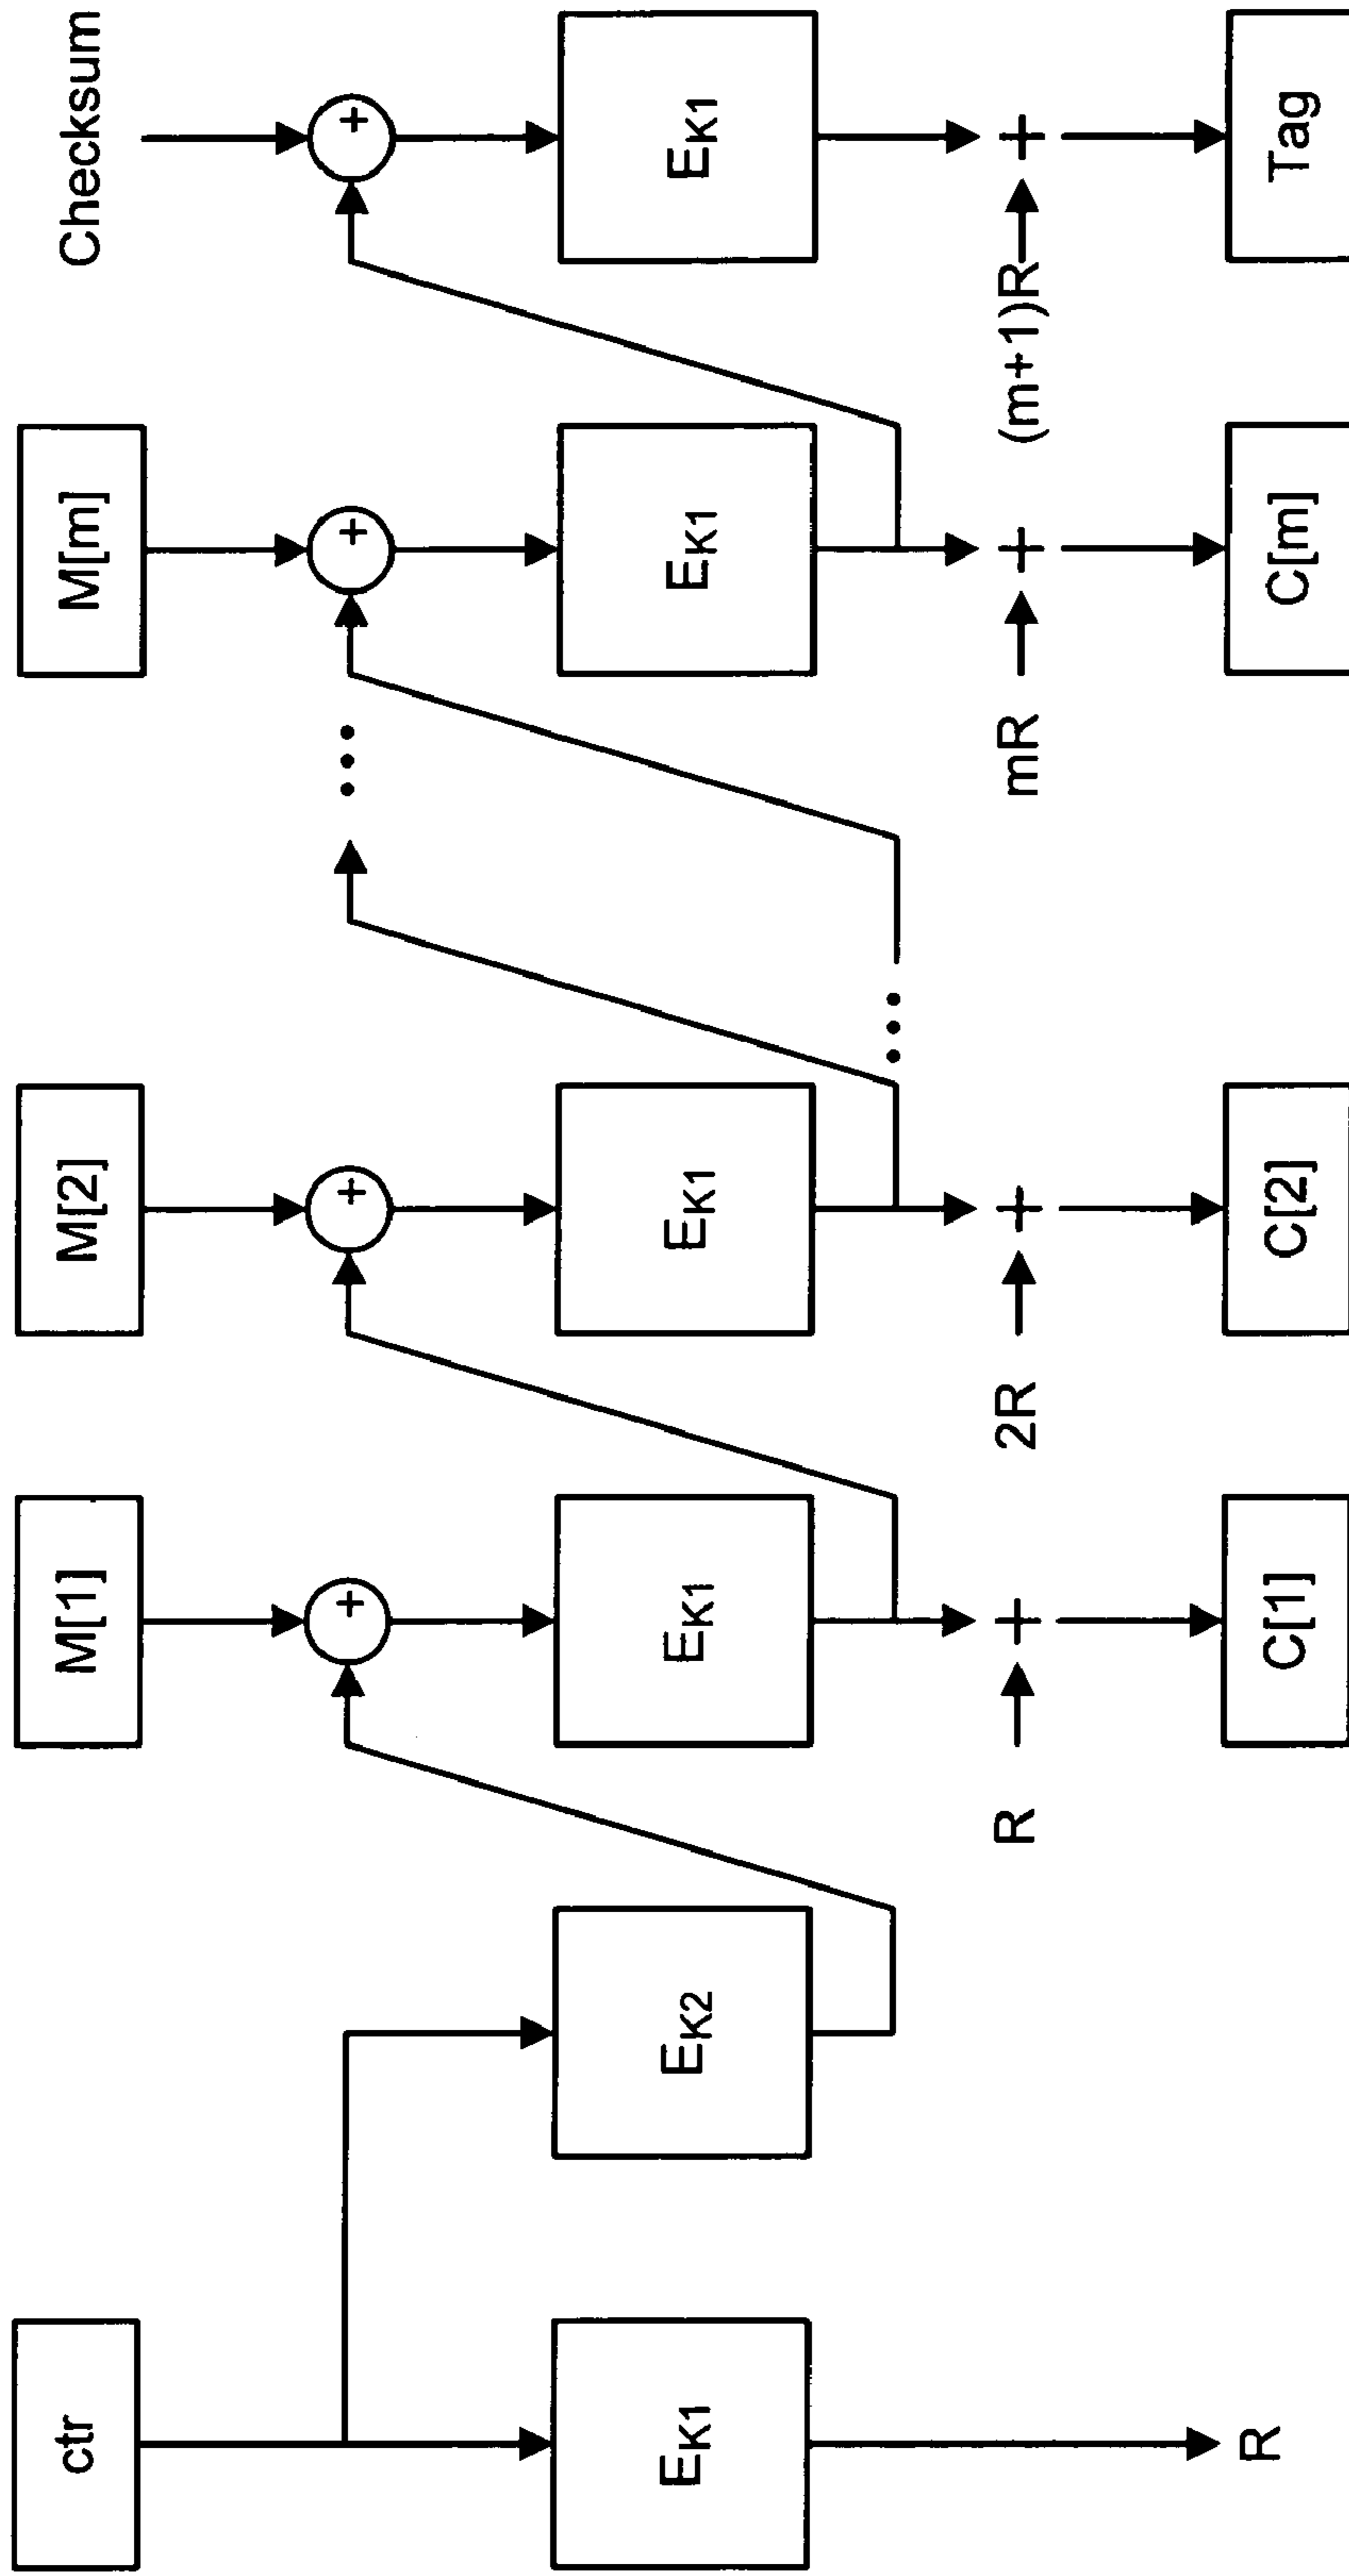 ctr
M[1]
M[2]
M[m]
Checksum
+
+
+
+
...
EK1
EK2
EK1
EK1
EK1
EK1
...
R
+
2R
+
mR
+
(m+1)R
+
R
C[1]
C[2]
C[m]
Tag